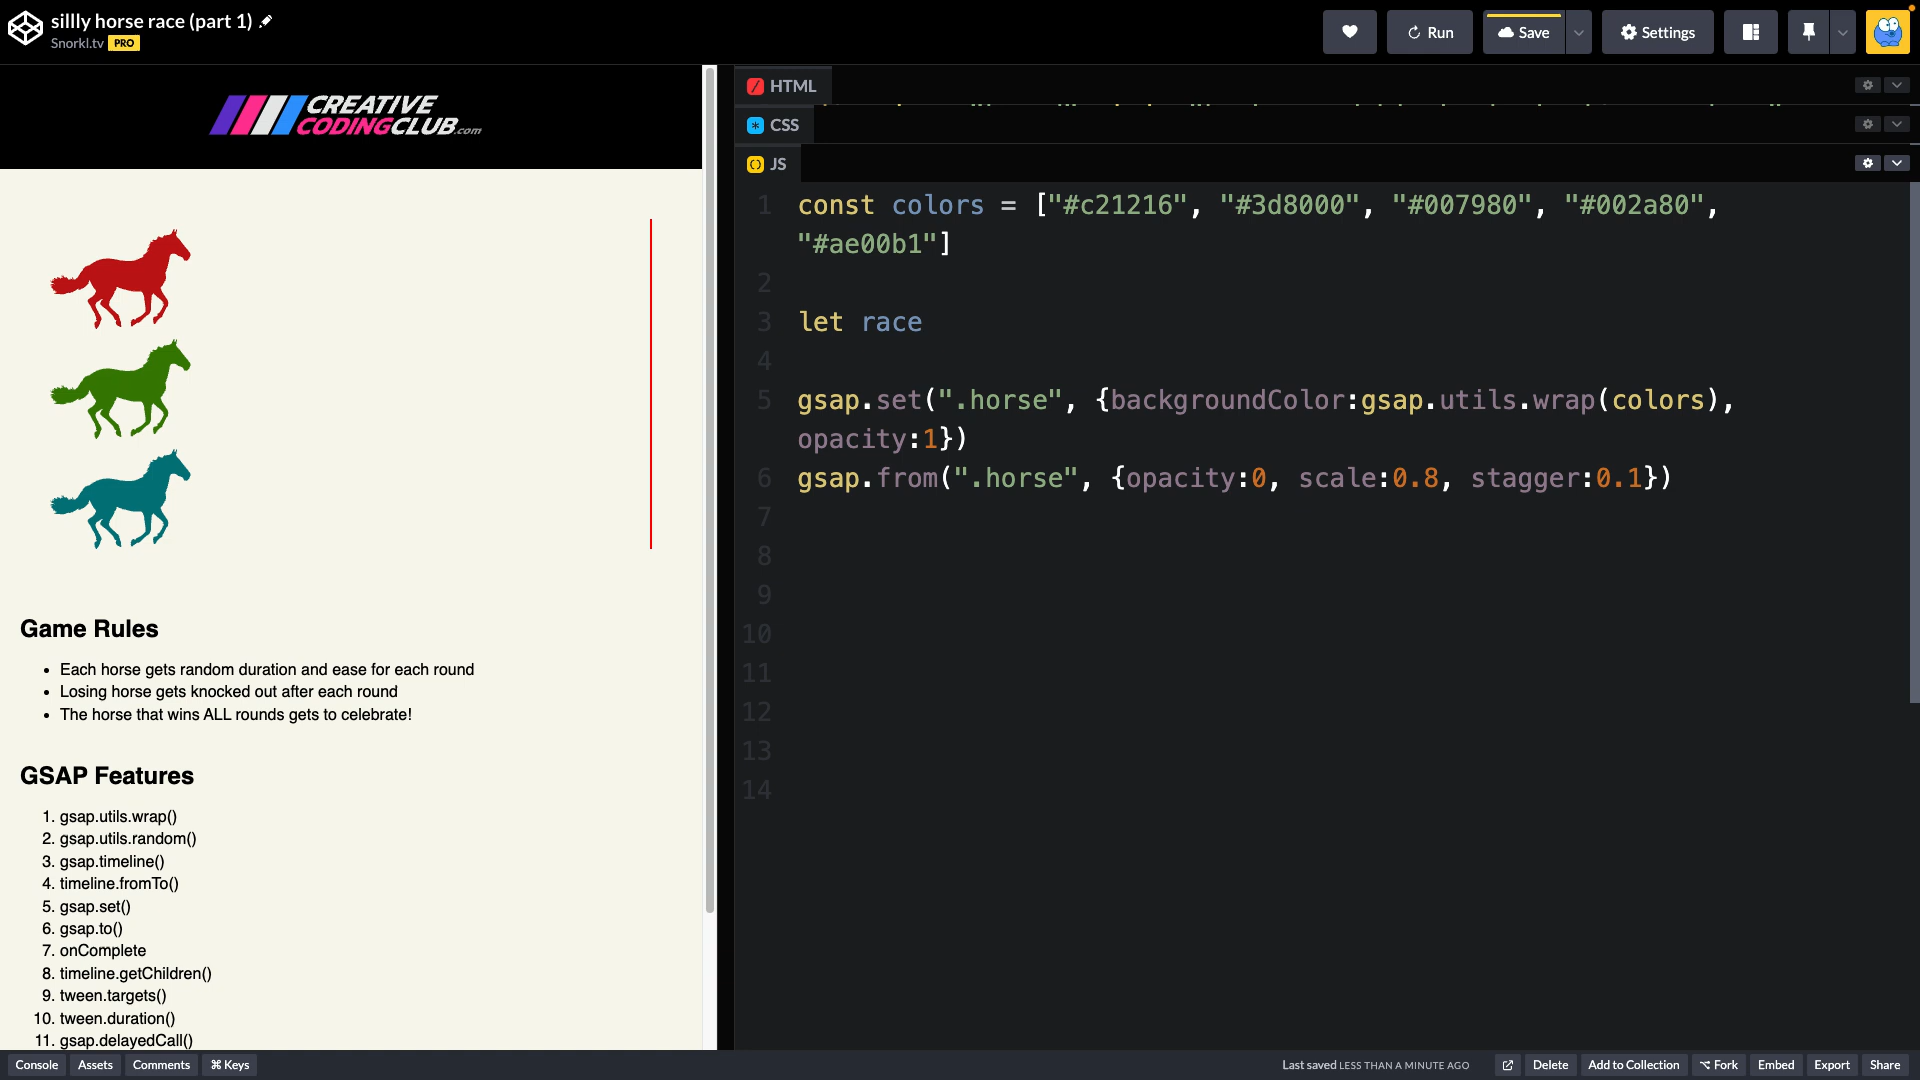 sillly horse race (part 1)
Snorkl.tv PRO
Run
Save
Settings
CREATIVE
CODINGCLUB.com
HTML
CSS
JS
1 const colors = ["#c21216", "#3d8000", "#007980", "#002a80",
"#ae00b1"]
2
3 let race
4
5 gsap.set(".horse", {backgroundColor:gsap.utils.wrap(colors),
opacity:1})
6 gsap.from(".horse", {opacity:0, scale:0.8, stagger:0.1})
7
8
9
10
11
12
13
14
Game Rules
• Each horse gets random duration and ease for each round
• Losing horse gets knocked out after each round
• The horse that wins ALL rounds gets to celebrate!
GSAP Features
1. gsap.utils.wrap()
2. gsap.utils.random()
3. gsap.timeline()
4. timeline.fromTo()
5. gsap.set()
6. gsap.to()
7. onComplete
8. timeline.getChildren()
9. tween.targets()
10. tween.duration()
11. gsap.delayedCall()
Console Assets Comments ⌘ Keys
Last saved LESS THAN A MINUTE AGO Delete Add to Collection ⌥ Fork Embed Export Share